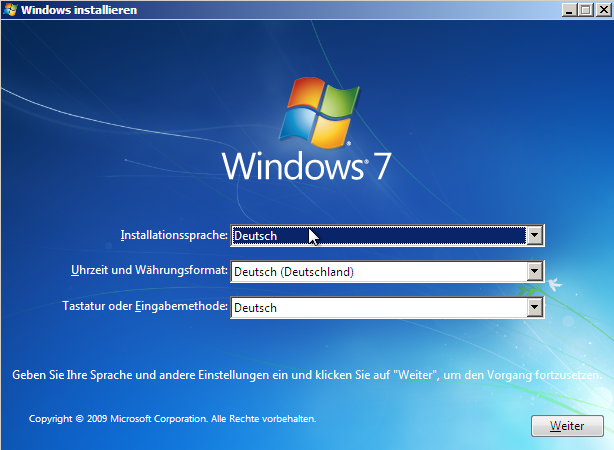 Windows installieren
Windows® 7
Installationssprache: Deutsch
Uhrzeit und Währungsformat: Deutsch (Deutschland)
Tastatur oder Eingabemethode: Deutsch
Geben Sie Ihre Sprache und andere Einstellungen ein und klicken Sie auf "Weiter", um den Vorgang fortzusetzen.
Copyright © 2009 Microsoft Corporation. Alle Rechte vorbehalten.
Weiter